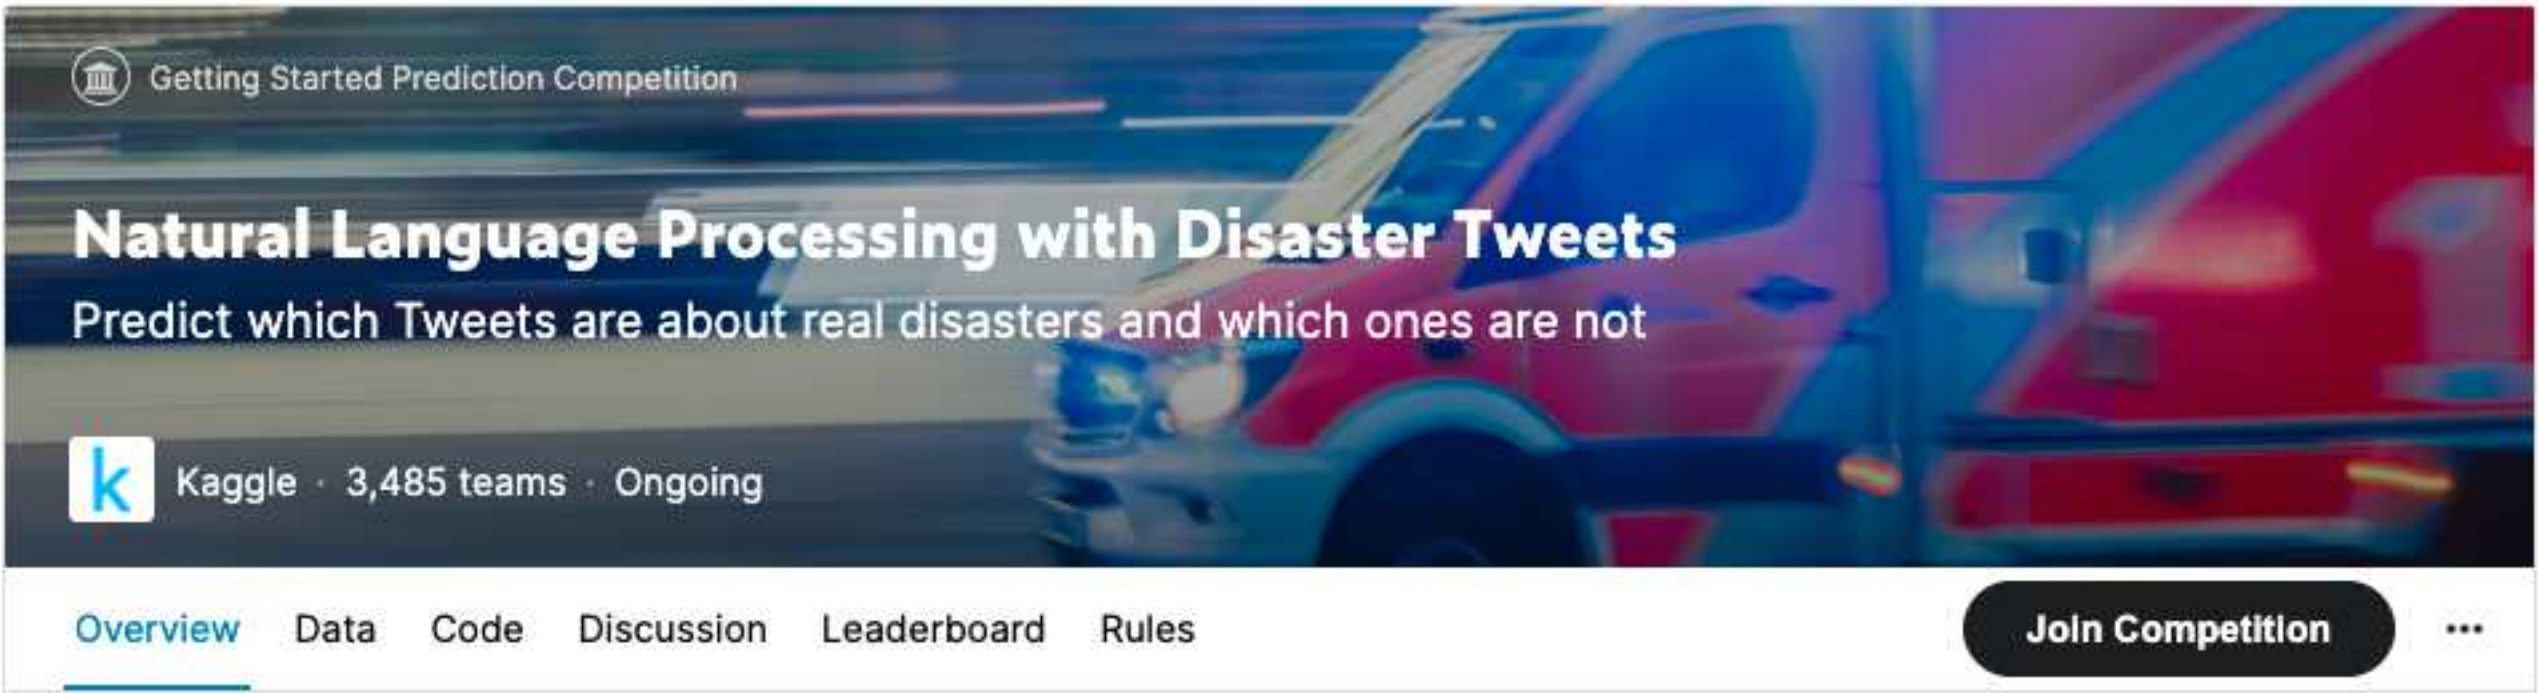 Getting Started Prediction Competition
Natural Language Processing with Disaster Tweets
Predict which Tweets are about real disasters and which ones are not
k Kaggle · 3,485 teams · Ongoing
Overview Data Code Discussion Leaderboard Rules Join Competition ...